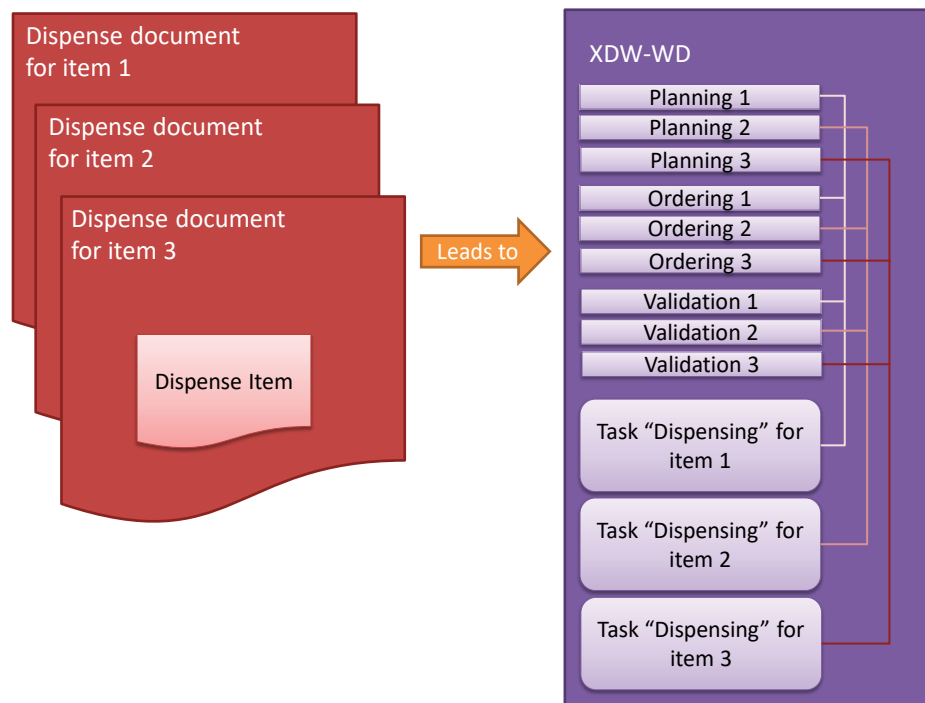 Dispense document
for item 1
Dispense document
for item 2
Dispense document
for item 3
Dispense Item
Leads to
XDW-WD
Planning 1
Planning 2
Planning 3
Ordering 1
Ordering 2
Ordering 3
Validation 1
Validation 2
Validation 3
Task “Dispensing” for
item 1
Task “Dispensing” for
item 2
Task “Dispensing” for
item 3